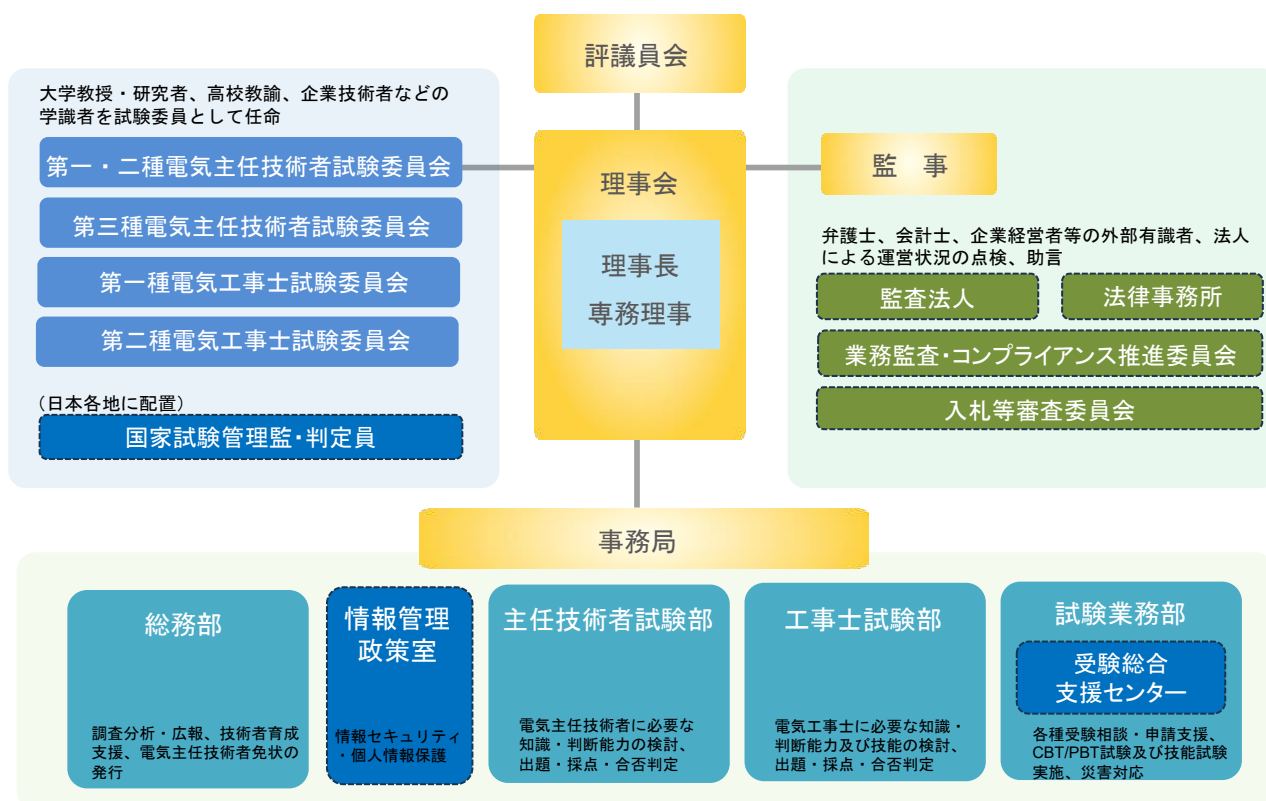 評議員会
大学教授・研究者、高校教諭、企業技術者などの
学識者を試験委員として任命
第一・二種電気主任技術者試験委員会
第三種電気主任技術者試験委員会
第一種電気工事士試験委員会
第二種電気工事士試験委員会
（日本各地に配置）
国家試験管理監・判定員
理事会
理事長
専務理事
監　事
弁護士、会計士、企業経営者等の外部有識者、法人
による運営状況の点検、助言
監査法人
法律事務所
業務監査・コンプライアンス推進委員会
入札等審査委員会
事務局
総務部
調査分析・広報、技術者育成
支援、電気主任技術者免状の
発行
情報管理
政策室
情報セキュリティ
・個人情報保護
主任技術者試験部
電気主任技術者に必要な
知識・判断能力の検討、
出題・採点・合否判定
工事士試験部
電気工事士に必要な知識・
判断能力及び技能の検討、
出題・採点・合否判定
試験業務部
受験総合
支援センター
各種受験相談・申請支援、
CBT/PBT試験及び技能試験
実施、災害対応